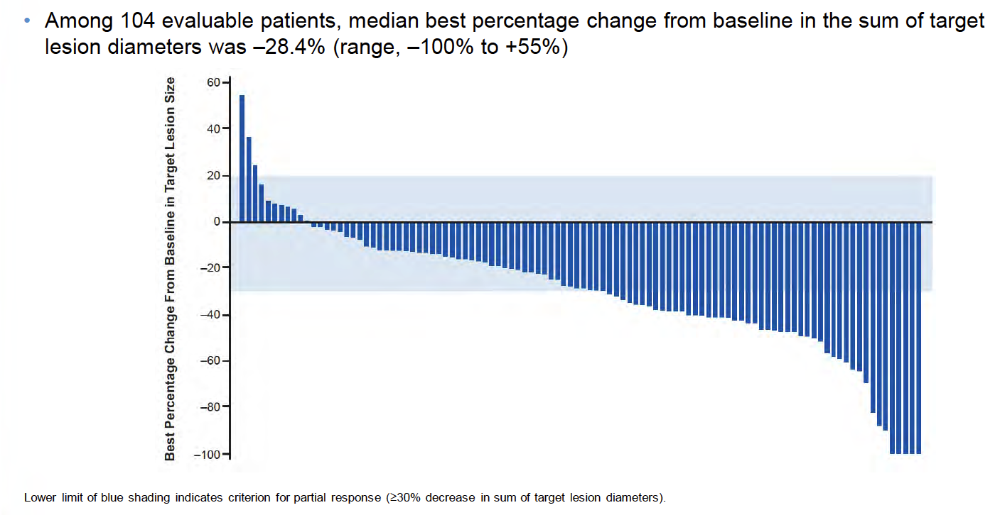 • Among 104 evaluable patients, median best percentage change from baseline in the sum of target
lesion diameters was –28.4% (range, –100% to +55%)
Best Percentage Change From Baseline in Target Lesion Size
60
40
20
0
–20
–40
–60
–80
–100
Lower limit of blue shading indicates criterion for partial response (≥30% decrease in sum of target lesion diameters).